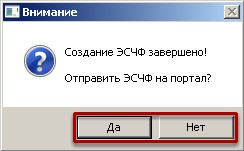 Внимание
Создание ЭСЧФ завершено!
Отправить ЭСЧФ на портал?
Да
Нет